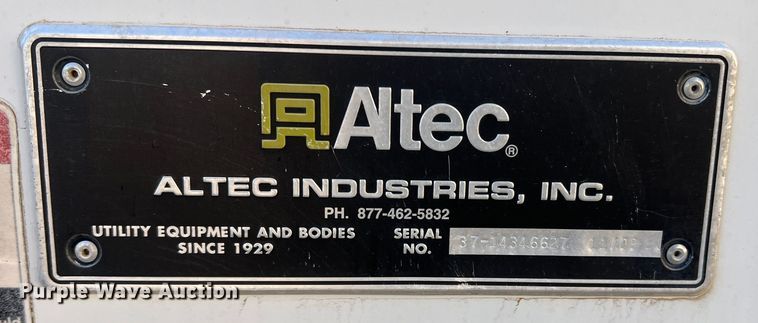 Altec®
ALTEC INDUSTRIES, INC.
PH. 877-462-5832
UTILITY EQUIPMENT AND BODIES
SINCE 1929
SERIAL
NO.
Purple Wave Auction